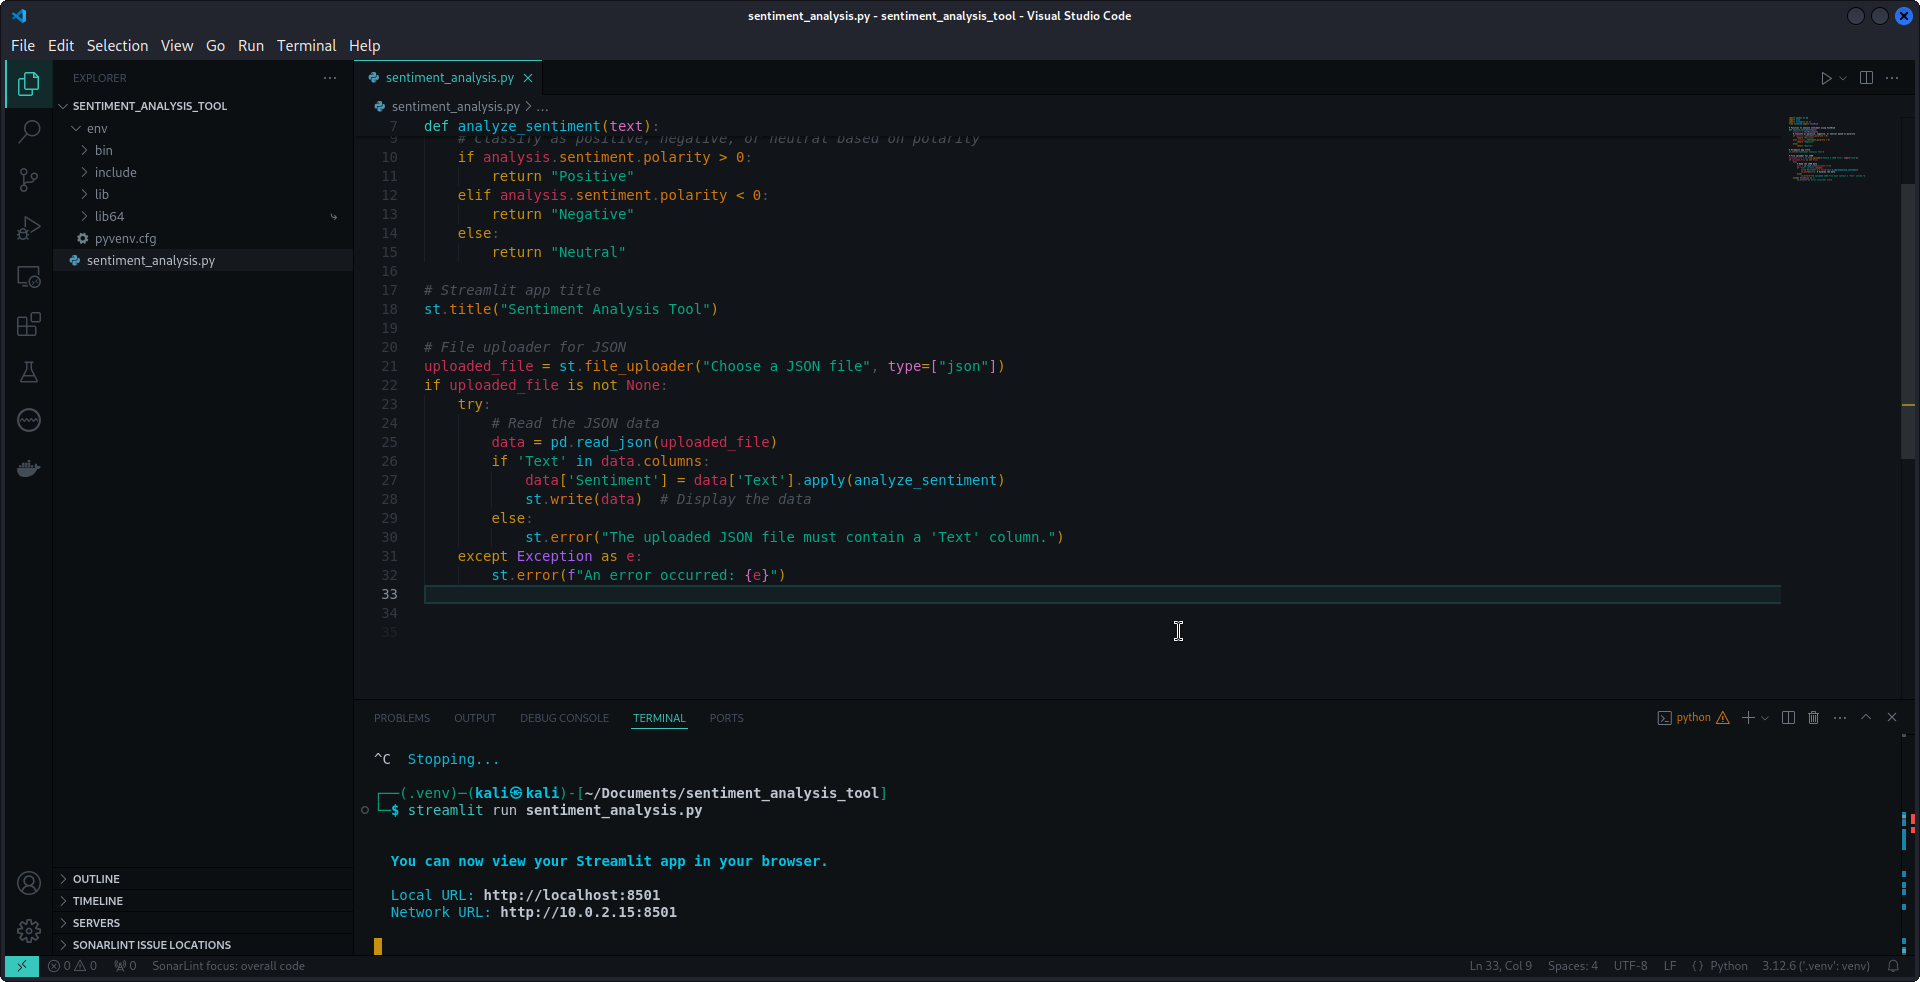 sentiment_analysis.py - sentiment_analysis_tool - Visual Studio Code
File Edit Selection View Go Run Terminal Help
EXPLORER
SENTIMENT_ANALYSIS_TOOL
env
bin
include
lib
lib64
pyvenv.cfg
sentiment_analysis.py
OUTLINE
TIMELINE
SERVERS
SONARLINT ISSUE LOCATIONS
sentiment_analysis.py
sentiment_analysis.py > ...
7 def analyze_sentiment(text):
9 # Classify as positive, negative, or neutral based on polarity
10 if analysis.sentiment.polarity > 0:
11 return "Positive"
12 elif analysis.sentiment.polarity < 0:
13 return "Negative"
14 else:
15 return "Neutral"
16
17 # Streamlit app title
18 st.title("Sentiment Analysis Tool")
19
20 # File uploader for JSON
21 uploaded_file = st.file_uploader("Choose a JSON file", type=["json"])
22 if uploaded_file is not None:
23 try:
24 # Read the JSON data
25 data = pd.read_json(uploaded_file)
26 if 'Text' in data.columns:
27 data['Sentiment'] = data['Text'].apply(analyze_sentiment)
28 st.write(data)  # Display the data
29 else:
30 st.error("The uploaded JSON file must contain a 'Text' column.")
31 except Exception as e:
32 st.error(f"An error occurred: {e}")
33
34
35
PROBLEMS OUTPUT DEBUG CONSOLE TERMINAL PORTS
python
^C  Stopping...
┌──(.venv)─(kali㉿kali)-[~/Documents/sentiment_analysis_tool]
└─$ streamlit run sentiment_analysis.py
You can now view your Streamlit app in your browser.
Local URL: http://localhost:8501
Network URL: http://10.0.2.15:8501
0 0 0 SonarLint focus: overall code
Ln 33, Col 9 Spaces: 4 UTF-8 LF {} Python 3.12.6 ('.venv': venv)